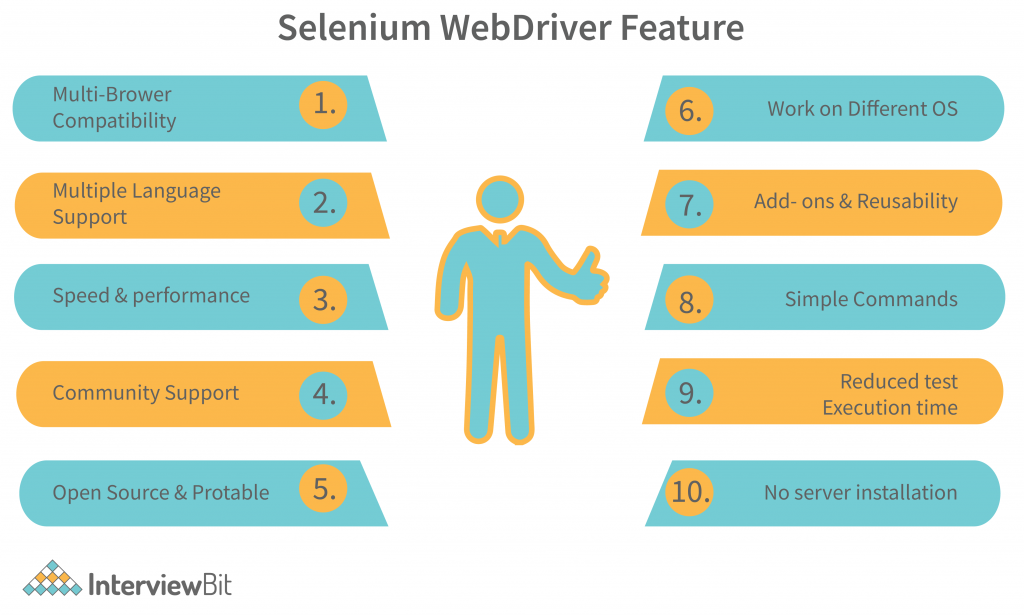 Selenium WebDriver Feature
Multi-Brower
Compatibility
1.
Multiple Language
Support
2.
Speed & performance
3.
Community Support
4.
Open Source & Protable
5.
6.
Work on Different OS
7.
Add- ons & Reusability
8.
Simple Commands
9.
Reduced test
Execution time
10.
No server installation
InterviewBit